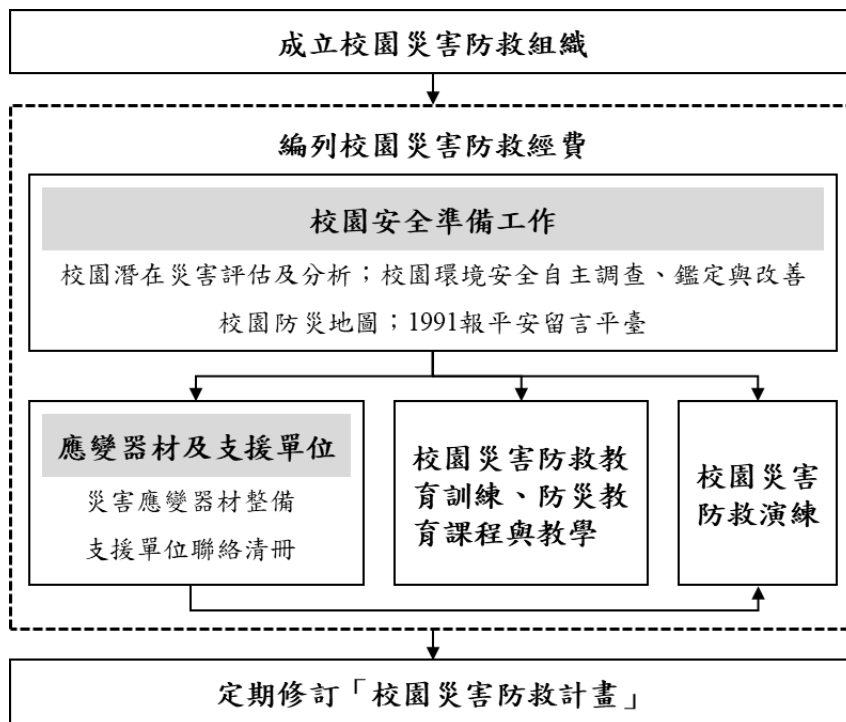 成立校園災害防救組織
編列校園災害防救經費
校園安全準備工作
校園潛在災害評估及分析；校園環境安全自主調查、鑑定與改善
校園防災地圖；1991報平安留言平臺
應變器材及支援單位
災害應變器材整備
支援單位聯絡清冊
校園災害防救教
育訓練、防災教
育課程與教學
校園災害
防救演練
定期修訂「校園災害防救計畫」